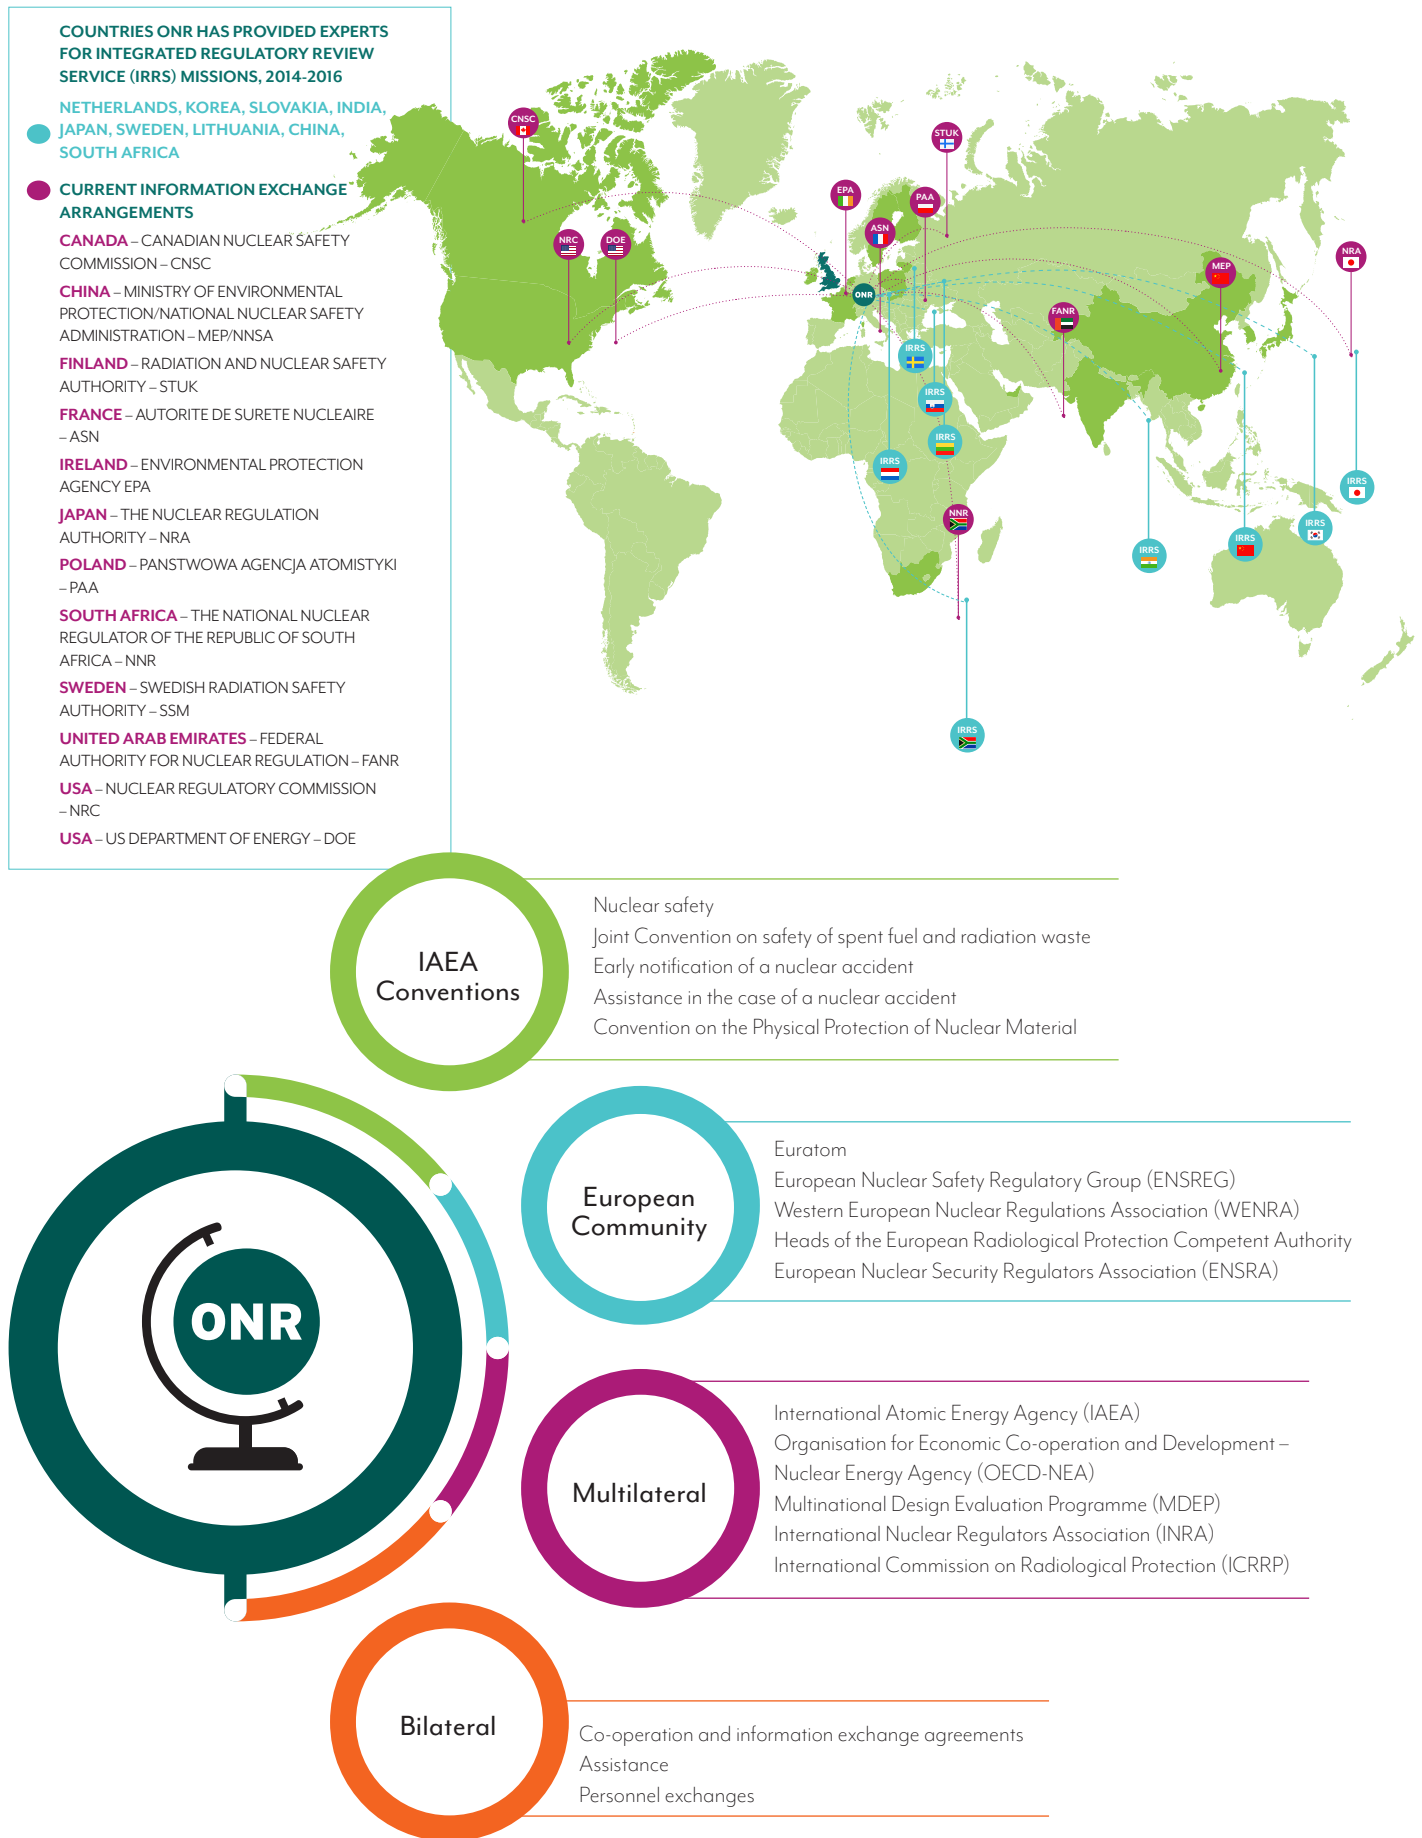 COUNTRIES ONR HAS PROVIDED EXPERTS
FOR INTEGRATED REGULATORY REVIEW
SERVICE (IRRS) MISSIONS, 2014-2016
NETHERLANDS, KOREA, SLOVAKIA, INDIA,
JAPAN, SWEDEN, LITHUANIA, CHINA,
SOUTH AFRICA
CURRENT INFORMATION EXCHANGE
ARRANGEMENTS
CANADA – CANADIAN NUCLEAR SAFETY
COMMISSION – CNSC
CHINA – MINISTRY OF ENVIRONMENTAL
PROTECTION/NATIONAL NUCLEAR SAFETY
ADMINISTRATION – MEP/NNSA
FINLAND – RADIATION AND NUCLEAR SAFETY
AUTHORITY – STUK
FRANCE – AUTORITE DE SURETE NUCLEAIRE
– ASN
IRELAND – ENVIRONMENTAL PROTECTION
AGENCY EPA
JAPAN – THE NUCLEAR REGULATION
AUTHORITY – NRA
POLAND – PANSTWOWA AGENCJA ATOMISTYKI
– PAA
SOUTH AFRICA – THE NATIONAL NUCLEAR
REGULATOR OF THE REPUBLIC OF SOUTH
AFRICA – NNR
SWEDEN – SWEDISH RADIATION SAFETY
AUTHORITY – SSM
UNITED ARAB EMIRATES – FEDERAL
AUTHORITY FOR NUCLEAR REGULATION – FANR
USA – NUCLEAR REGULATORY COMMISSION
– NRC
USA – US DEPARTMENT OF ENERGY – DOE
CNSC
STUK
EPA
PAA
ASN
NRC
DOE
NRA
MEP
ONR
FANR
IRRS
IRRS
IRRS
IRRS
IRRS
NNR
IRRS
IRRS
IRRS
IRRS
IAEA
Conventions
Nuclear safety
Joint Convention on safety of spent fuel and radiation waste
Early notification of a nuclear accident
Assistance in the case of a nuclear accident
Convention on the Physical Protection of Nuclear Material
European
Community
Euratom
European Nuclear Safety Regulatory Group (ENSREG)
Western European Nuclear Regulations Association (WENRA)
Heads of the European Radiological Protection Competent Authority
European Nuclear Security Regulators Association (ENSRA)
ONR
Multilateral
International Atomic Energy Agency (IAEA)
Organisation for Economic Co-operation and Development –
Nuclear Energy Agency (OECD-NEA)
Multinational Design Evaluation Programme (MDEP)
International Nuclear Regulators Association (INRA)
International Commission on Radiological Protection (ICRRP)
Bilateral
Co-operation and information exchange agreements
Assistance
Personnel exchanges